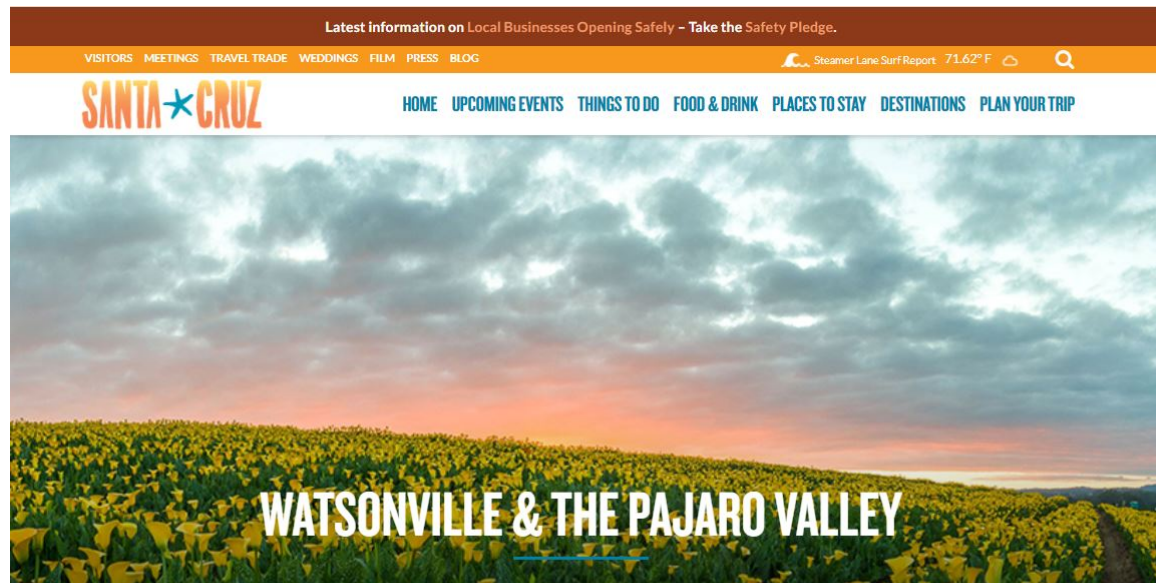 Latest information on Local Businesses Opening Safely – Take the Safety Pledge.
VISITORS MEETINGS TRAVEL TRADE WEDDINGS FILM PRESS BLOG
Steamer Lane Surf Report 71.62° F
SANTA CRUZ
HOME UPCOMING EVENTS THINGS TO DO FOOD & DRINK PLACES TO STAY DESTINATIONS PLAN YOUR TRIP
WATSONVILLE & THE PAJARO VALLEY